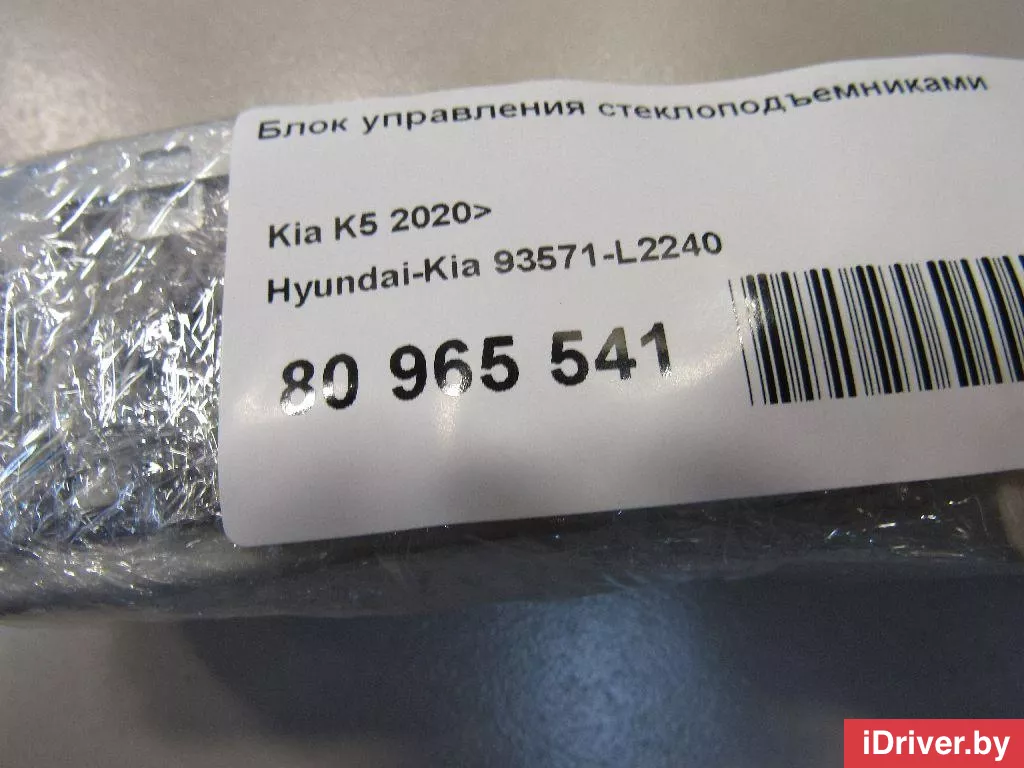 Блок управления стеклоподъемниками
Kia K5 2020>
Hyundai-Kia 93571-L2240
80 965 541
iDriver.by